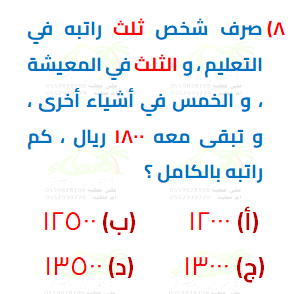 ٨) صرف شخص ثلث راتبه في
التعليم ، و الثلث في المعيشة
، و الخمس في أشياء أخرى ،
و تبقى معه ١٨٠٠ ريال ، كم
راتبه بالكامل ؟
(أ) ١٢٠٠٠ (ب) ١٢٥٠٠
(ج) ١٣٠٠٠ (د) ١٣٥٠٠